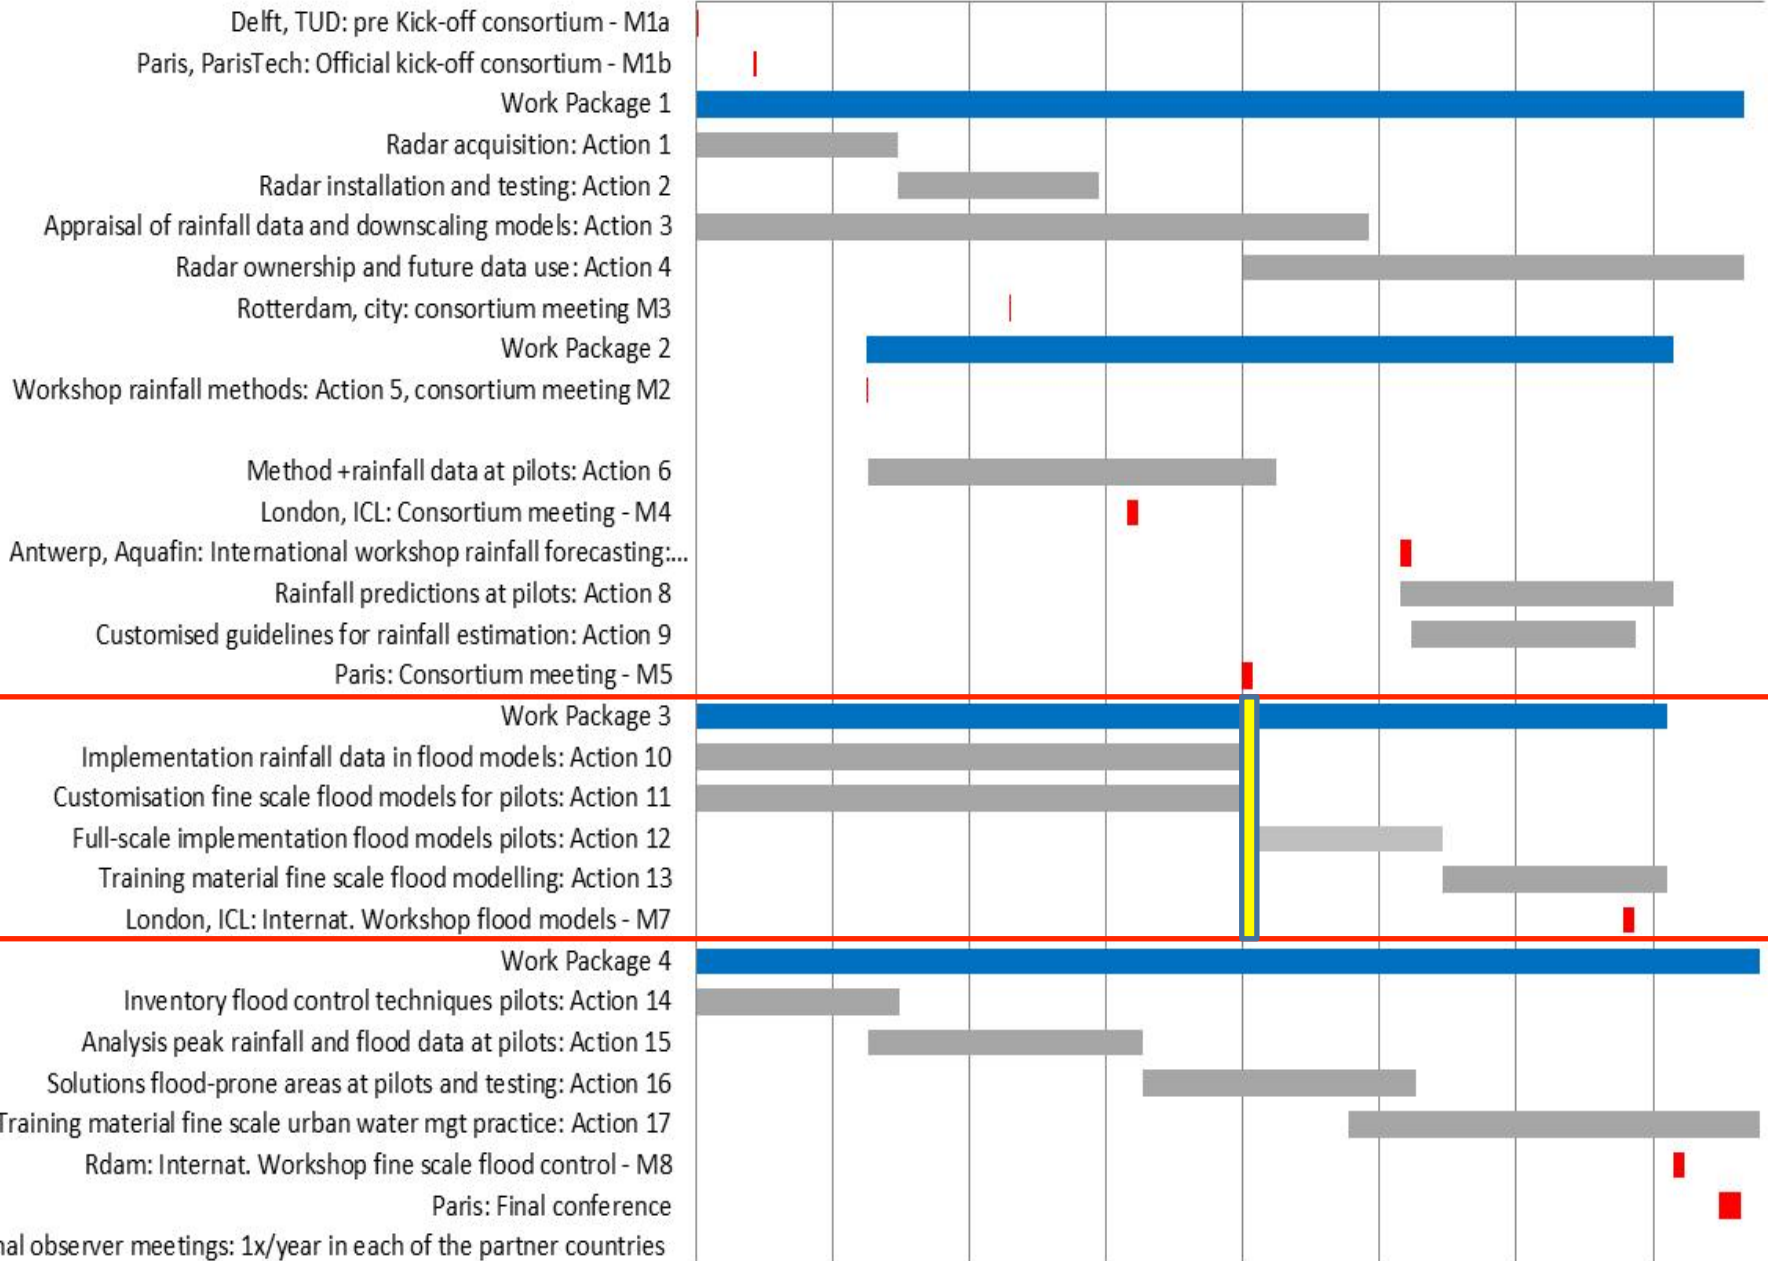 Delft, TUD: pre Kick-off consortium - M1a
Paris, ParisTech: Official kick-off consortium - M1b
Work Package 1
Radar acquisition: Action 1
Radar installation and testing: Action 2
Appraisal of rainfall data and downscaling models: Action 3
Radar ownership and future data use: Action 4
Rotterdam, city: consortium meeting M3
Work Package 2
Workshop rainfall methods: Action 5, consortium meeting M2
Method +rainfall data at pilots: Action 6
London, ICL: Consortium meeting - M4
Antwerp, Aquafin: International workshop rainfall forecasting:...
Rainfall predictions at pilots: Action 8
Customised guidelines for rainfall estimation: Action 9
Paris: Consortium meeting - M5
Work Package 3
Implementation rainfall data in flood models: Action 10
Customisation fine scale flood models for pilots: Action 11
Full-scale implementation flood models pilots: Action 12
Training material fine scale flood modelling: Action 13
London, ICL: Internat. Workshop flood models - M7
Work Package 4
Inventory flood control techniques pilots: Action 14
Analysis peak rainfall and flood data at pilots: Action 15
Solutions flood-prone areas at pilots and testing: Action 16
Training material fine scale urban water mgt practice: Action 17
Rdam: Internat. Workshop fine scale flood control - M8
Paris: Final conference
observer meetings: 1x/year in each of the partner countries